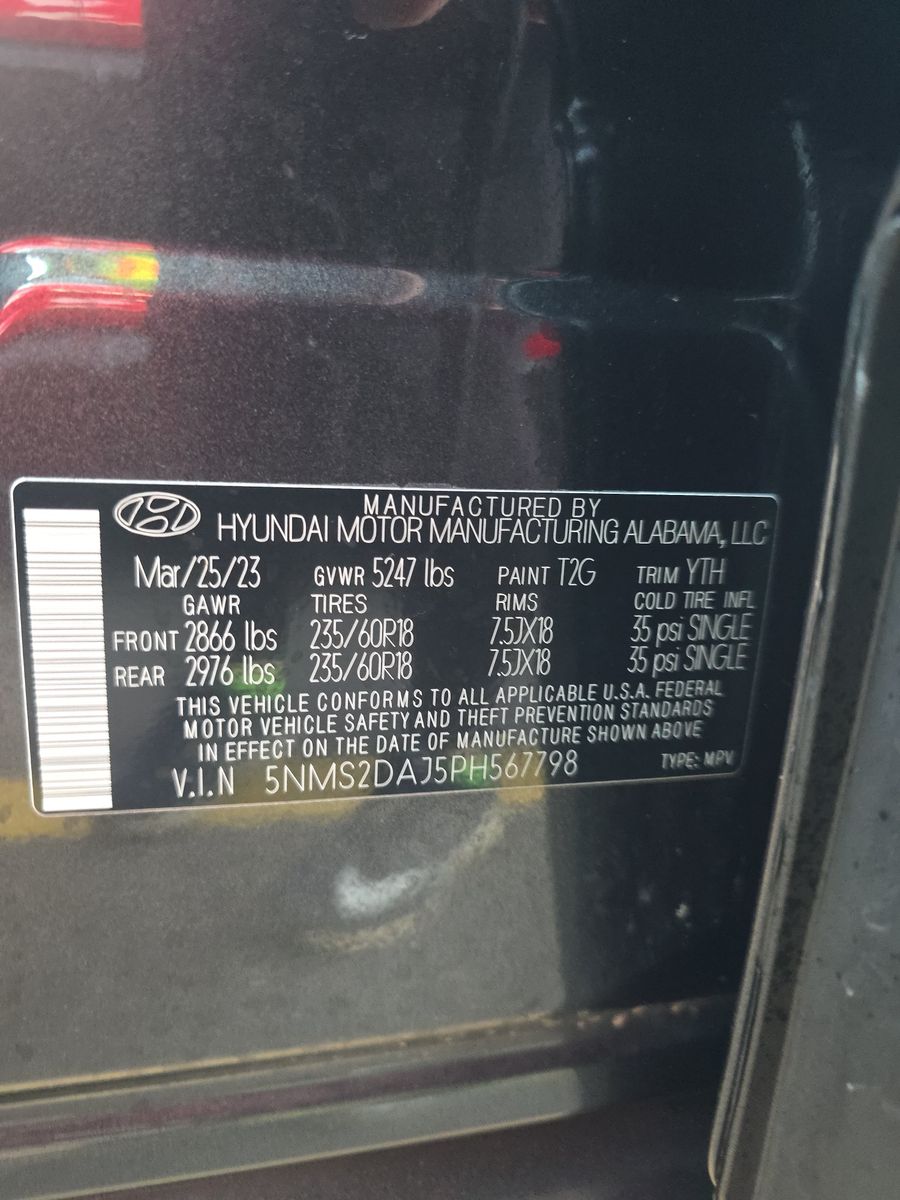 MANUFACTURED BY
HYUNDAI MOTOR MANUFACTURING ALABAMA, LLC
Mar/25/23 GVWR 5247 lbs PAINT T2G TRIM YTH
GAWR TIRES RIMS COLD TIRE INFL
FRONT 2866 lbs 235/60R18 7.5JX18 35 psi SINGLE
REAR 2976 lbs 235/60R18 7.5JX18 35 psi SINGLE
THIS VEHICLE CONFORMS TO ALL APPLICABLE U.S.A. FEDERAL
MOTOR VEHICLE SAFETY AND THEFT PREVENTION STANDARDS
IN EFFECT ON THE DATE OF MANUFACTURE SHOWN ABOVE
V.I.N 5NMS2DAJ5PH567798 TYPE: MPV